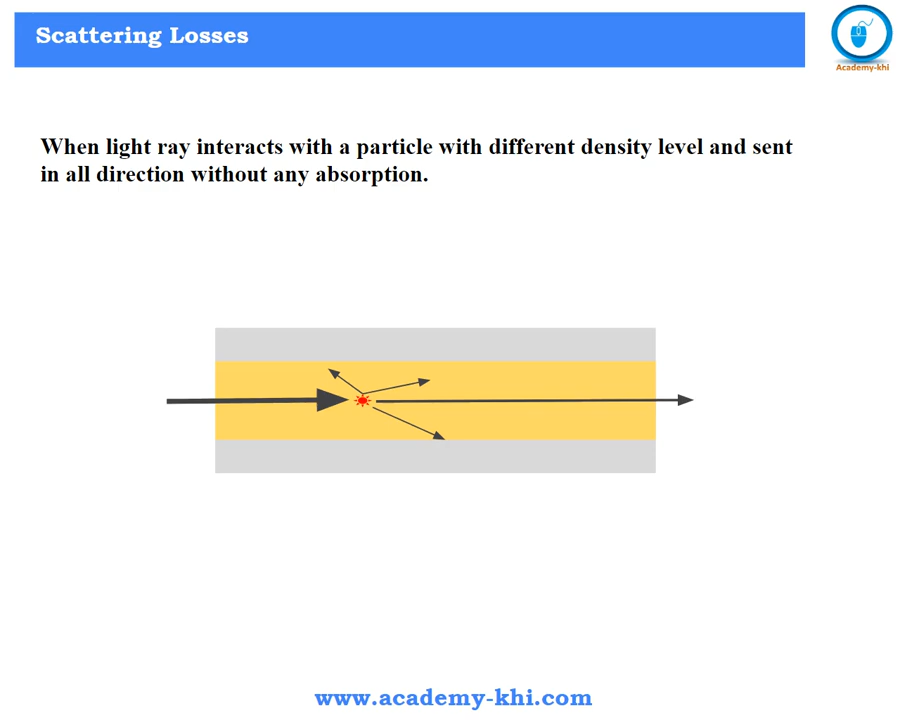 Scattering Losses
Academy-khi
When light ray interacts with a particle with different density level and sent
in all direction without any absorption.
www.academy-khi.com